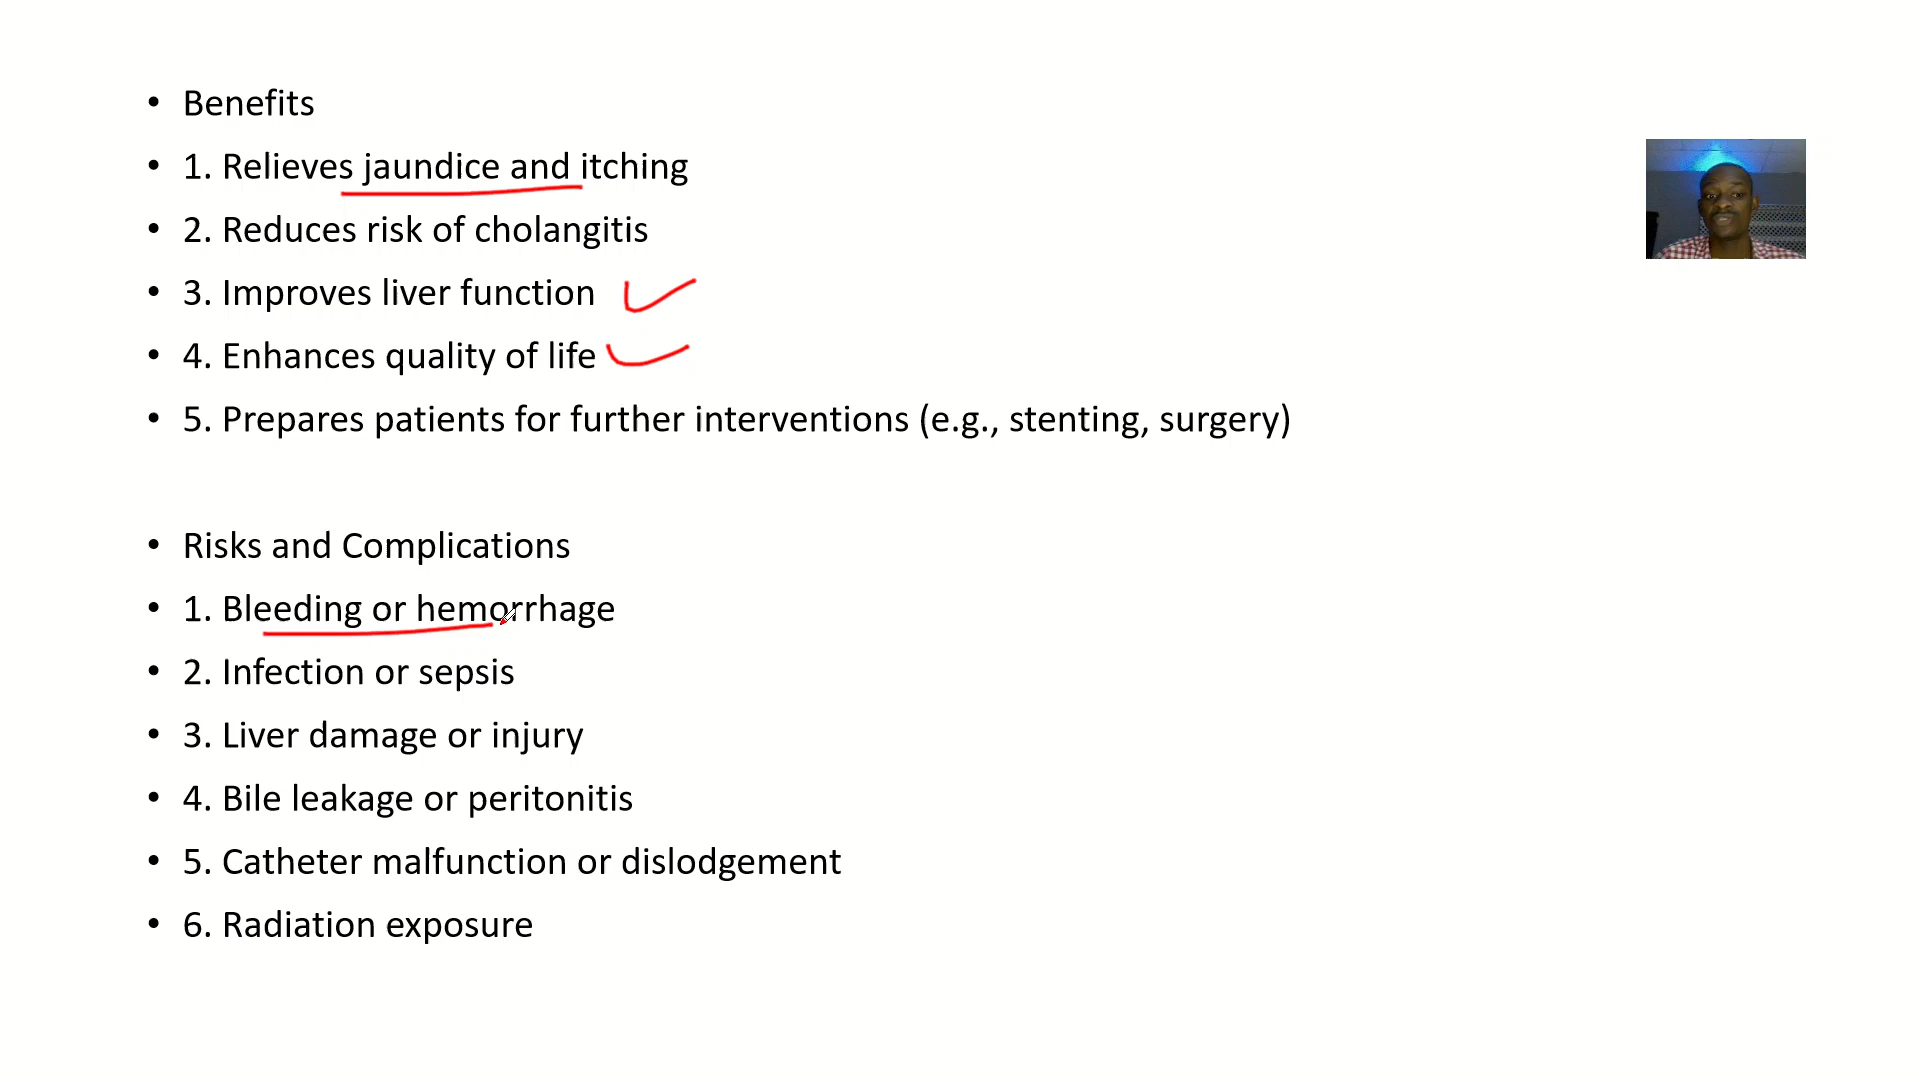 • Benefits
• 1. Relieves jaundice and itching
• 2. Reduces risk of cholangitis
• 3. Improves liver function
• 4. Enhances quality of life
• 5. Prepares patients for further interventions (e.g., stenting, surgery)
• Risks and Complications
• 1. Bleeding or hemorrhage
• 2. Infection or sepsis
• 3. Liver damage or injury
• 4. Bile leakage or peritonitis
• 5. Catheter malfunction or dislodgement
• 6. Radiation exposure